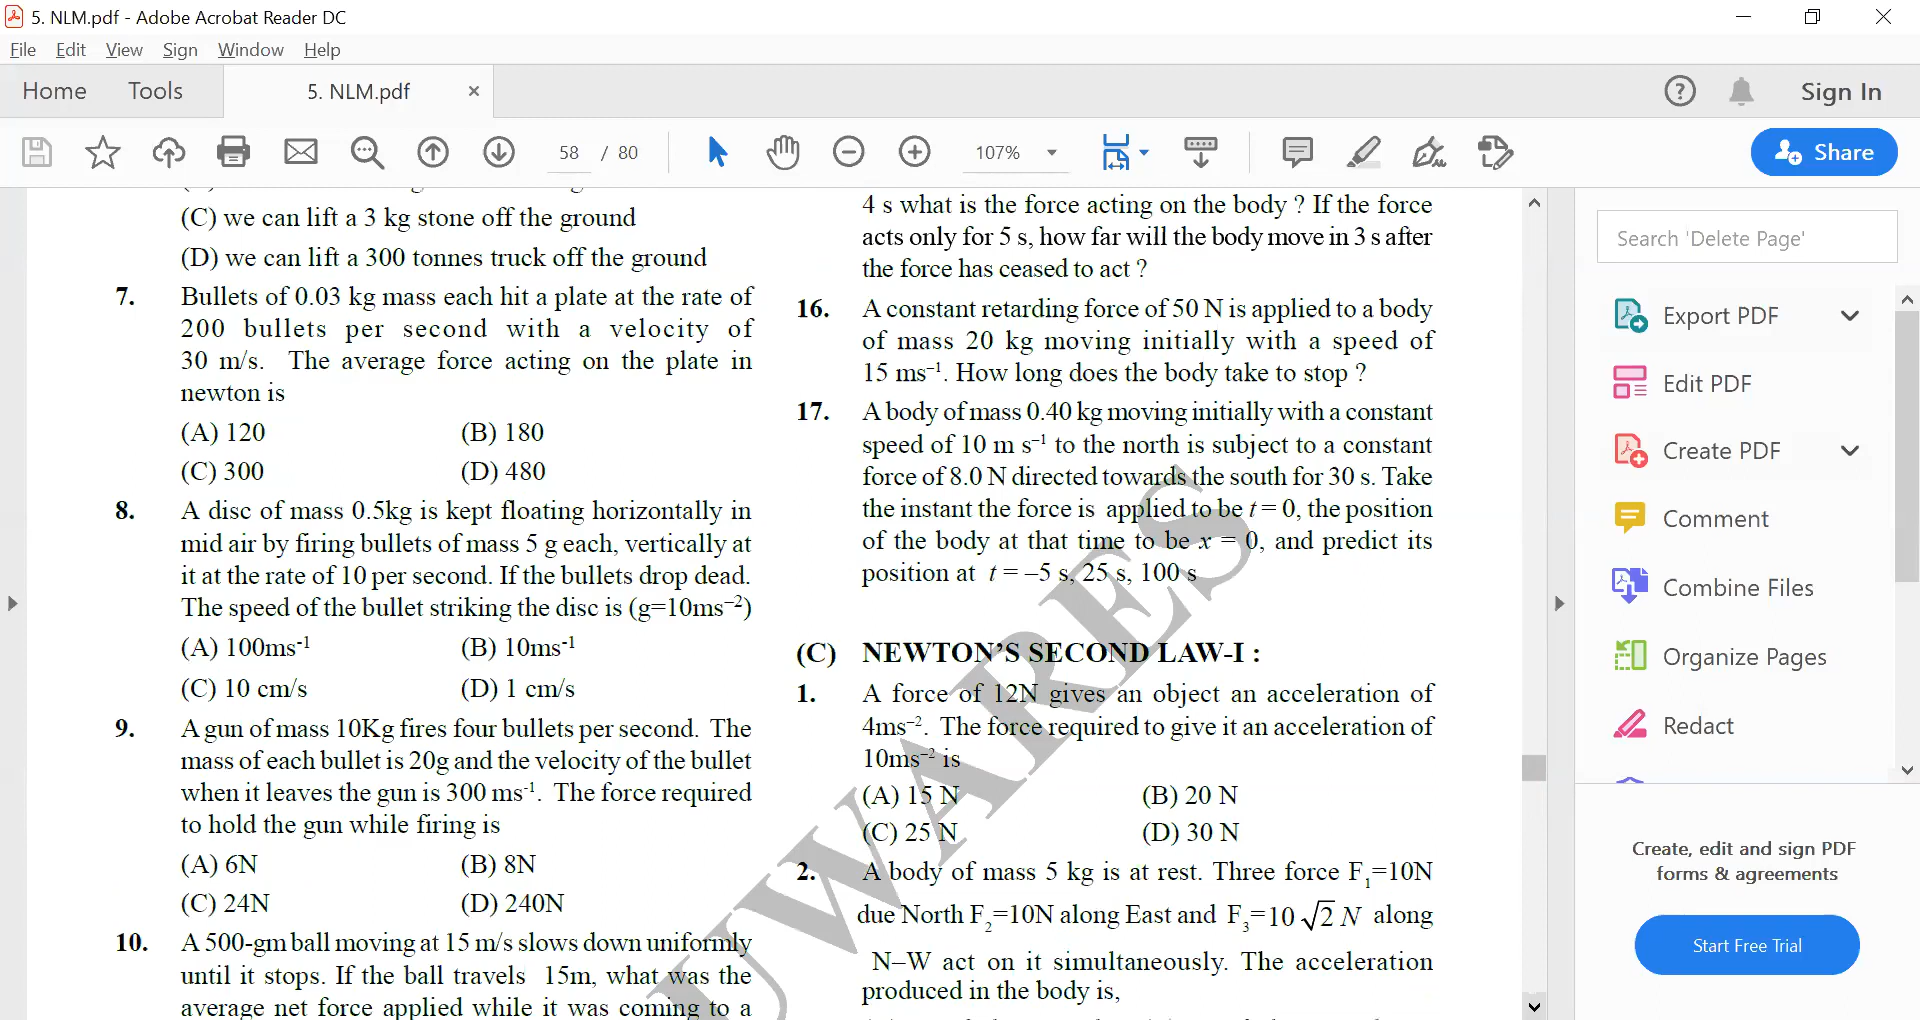 5. NLM.pdf - Adobe Acrobat Reader DC
File Edit View Sign Window Help
Home Tools 5. NLM.pdf × Sign In
58 / 80 107% Share
(C) we can lift a 3 kg stone off the ground
(D) we can lift a 300 tonnes truck off the ground
7. Bullets of 0.03 kg mass each hit a plate at the rate of
200 bullets per second with a velocity of
30 m/s. The average force acting on the plate in
newton is
(A) 120 (B) 180
(C) 300 (D) 480
8. A disc of mass 0.5kg is kept floating horizontally in
mid air by firing bullets of mass 5 g each, vertically at
it at the rate of 10 per second. If the bullets drop dead.
The speed of the bullet striking the disc is (g=10ms⁻²)
(A) 100ms⁻¹ (B) 10ms⁻¹
(C) 10 cm/s (D) 1 cm/s
9. A gun of mass 10Kg fires four bullets per second. The
mass of each bullet is 20g and the velocity of the bullet
when it leaves the gun is 300 ms⁻¹. The force required
to hold the gun while firing is
(A) 6N (B) 8N
(C) 24N (D) 240N
10. A 500-gm ball moving at 15 m/s slows down uniformly
until it stops. If the ball travels 15m, what was the
average net force applied while it was coming to a
4 s what is the force acting on the body ? If the force
acts only for 5 s, how far will the body move in 3 s after
the force has ceased to act ?
16. A constant retarding force of 50 N is applied to a body
of mass 20 kg moving initially with a speed of
15 ms⁻¹. How long does the body take to stop ?
17. A body of mass 0.40 kg moving initially with a constant
speed of 10 m s⁻¹ to the north is subject to a constant
force of 8.0 N directed towards the south for 30 s. Take
the instant the force is applied to be t = 0, the position
of the body at that time to be x = 0, and predict its
position at t = –5 s, 25 s, 100 s
(C) NEWTON'S SECOND LAW-I :
1. A force of 12N gives an object an acceleration of
4ms⁻². The force required to give it an acceleration of
10ms⁻² is
(A) 15 N (B) 20 N
(C) 25 N (D) 30 N
2. A body of mass 5 kg is at rest. Three force F₁=10N
due North F₂=10N along East and F₃=10√2 N along
N–W act on it simultaneously. The acceleration
produced in the body is,
UWARES
Search 'Delete Page'
Export PDF
Edit PDF
Create PDF
Comment
Combine Files
Organize Pages
Redact
Create, edit and sign PDF
forms & agreements
Start Free Trial